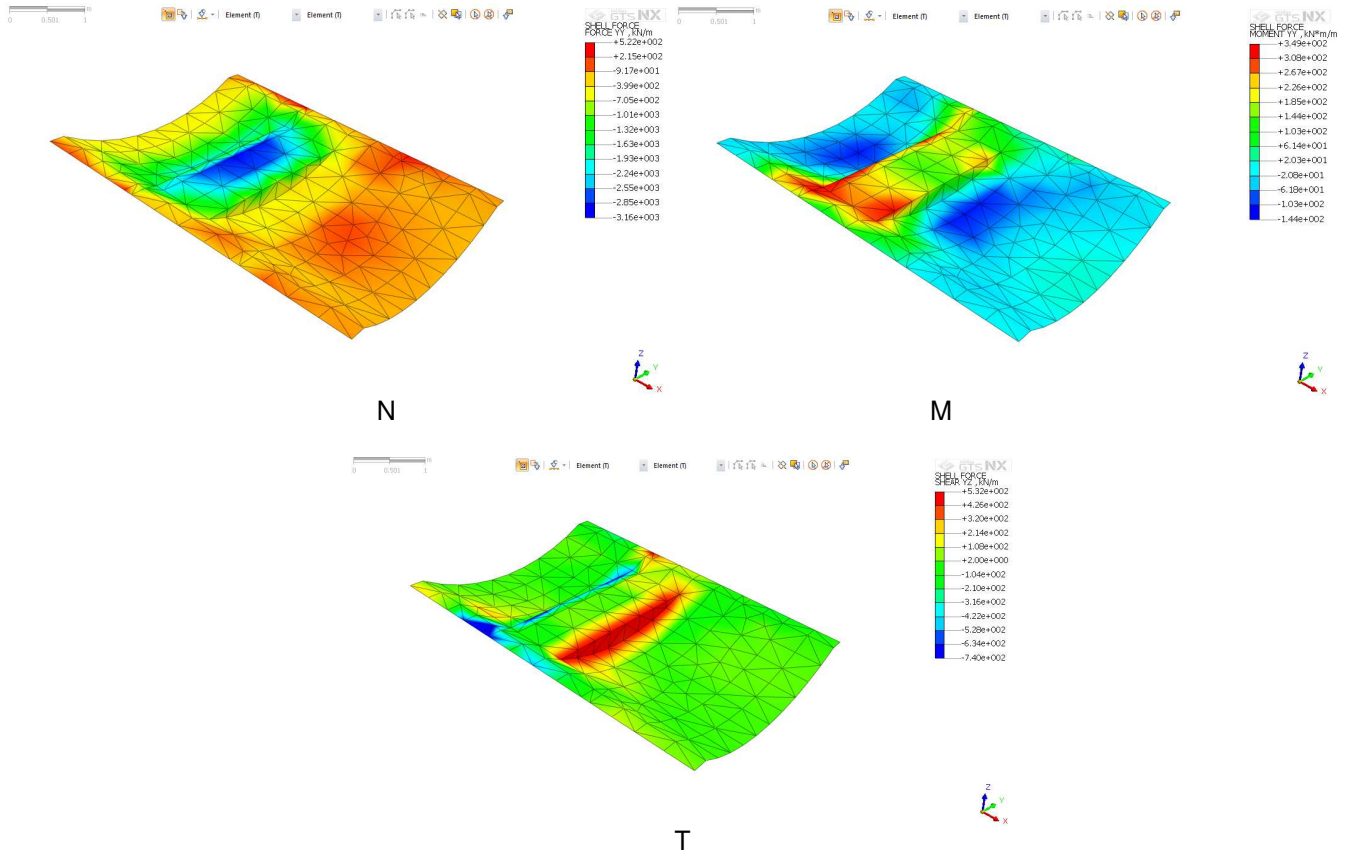 0 0.501 1 m Element (T) Element (T)
GTS NX
SHELL FORCE
FORCE YY , kN/m
+5.22e+002
+2.15e+002
-9.17e+001
-3.99e+002
-7.05e+002
-1.01e+003
-1.32e+003
-1.63e+003
-1.93e+003
-2.24e+003
-2.55e+003
-2.85e+003
-3.16e+003
Z
Y
X
N
0 0.501 1 Element (T) Element (T)
GTS NX
SHELL FORCE
MOMENT YY , kN*m/m
+3.49e+002
+3.08e+002
+2.67e+002
+2.26e+002
+1.85e+002
+1.44e+002
+1.03e+002
+6.14e+001
+2.03e+001
-2.08e+001
-6.18e+001
-1.03e+002
-1.44e+002
Z
Y
X
M
0 0.501 1 Element (T) Element (T)
GTS NX
SHELL FORCE
SHEAR YZ , kN/m
+5.32e+002
+4.26e+002
+3.20e+002
+2.14e+002
+1.08e+002
+2.00e+000
-1.04e+002
-2.10e+002
-3.16e+002
-4.22e+002
-5.28e+002
-6.34e+002
-7.40e+002
Z
Y
X
T